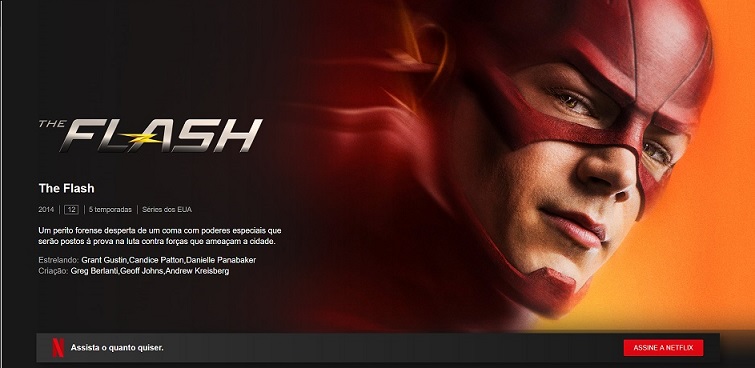 THE FLASH
The Flash
2014 | 12 | 5 temporadas | Séries dos EUA
Um perito forense desperta de um coma com poderes especiais que
serão postos à prova na luta contra forças que ameaçam a cidade.
Estrelando: Grant Gustin,Candice Patton,Danielle Panabaker
Criação: Greg Berlanti,Geoff Johns,Andrew Kreisberg
N Assista o quanto quiser. ASSINE A NETFLIX